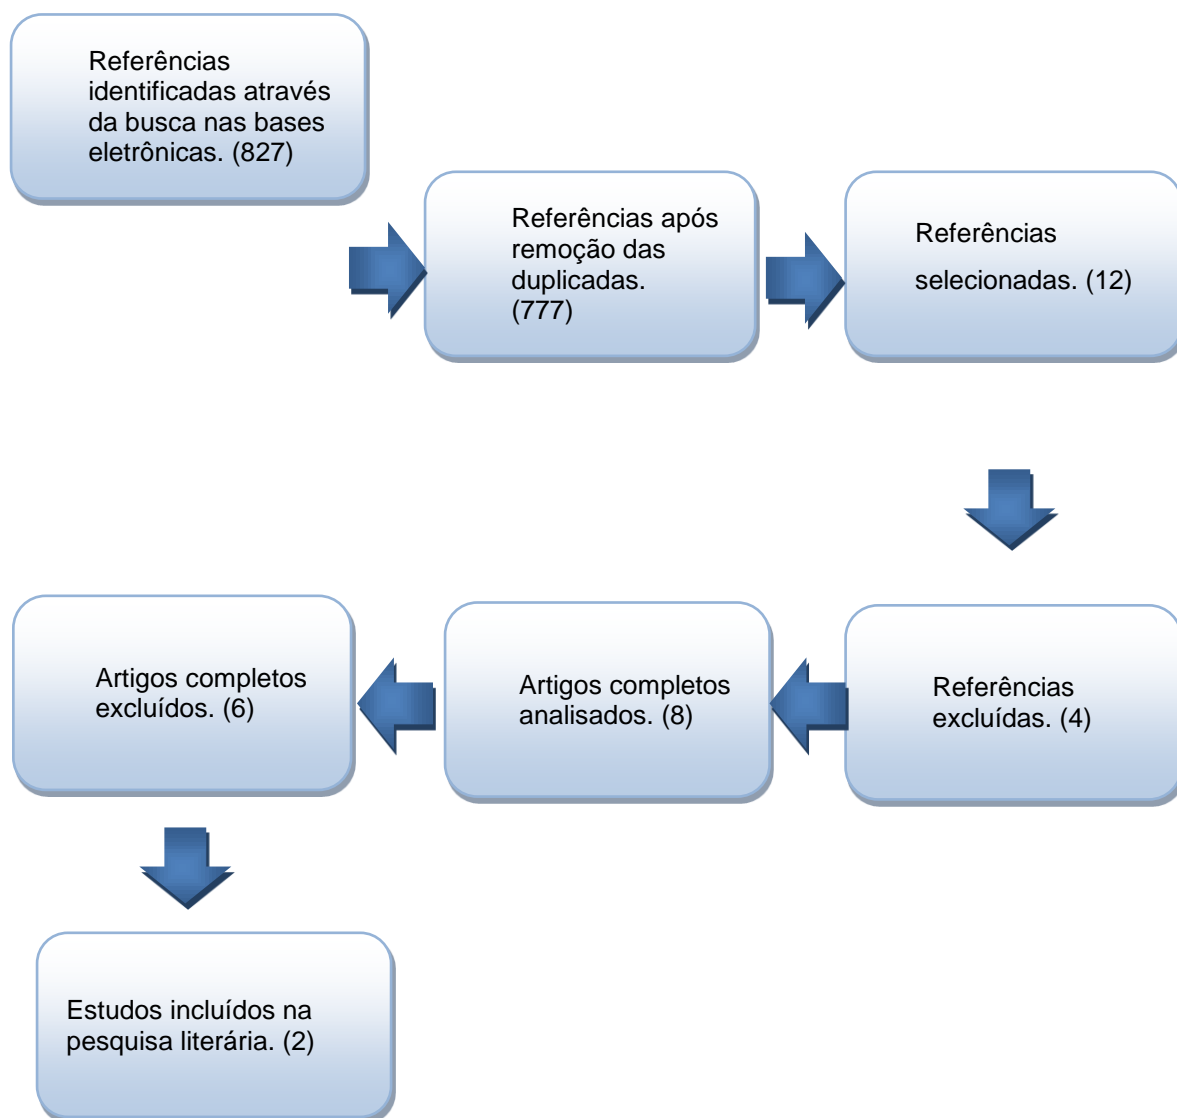 Referências
identificadas através
da busca nas bases
eletrônicas. (827)
Referências após
remoção das
duplicadas.
(777)
Referências
selecionadas. (12)
Referências
excluídas. (4)
Artigos completos
analisados. (8)
Artigos completos
excluídos. (6)
Estudos incluídos na
pesquisa literária. (2)